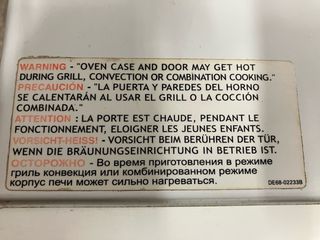 WARNING - "OVEN CASE AND DOOR MAY GET HOT
DURING GRILL, CONVECTION OR COMBINATION COOKING."
PRECAUCIÓN - "LA PUERTA Y PAREDES DEL HORNO
SE CALENTARÁN AL USAR EL GRILL O LA COCCIÓN
COMBINADA."
ATTENTION : LA PORTE EST CHAUDE, PENDANT LE
FONCTIONNEMENT, ELOIGNER LES JEUNES ENFANTS.
VORSICHT-HEISS! - VORSICHT BEIM BERÜHREN DER TÜR,
WENN DIE BRÄUNUNGSEINRICHTUNG IN BETRIEB IST.
ОСТОРОЖНО - Во время приготовления в режиме
гриль конвекция или комбинированном режиме
корпус печи может сильно нагреваться.
DE68-02233B